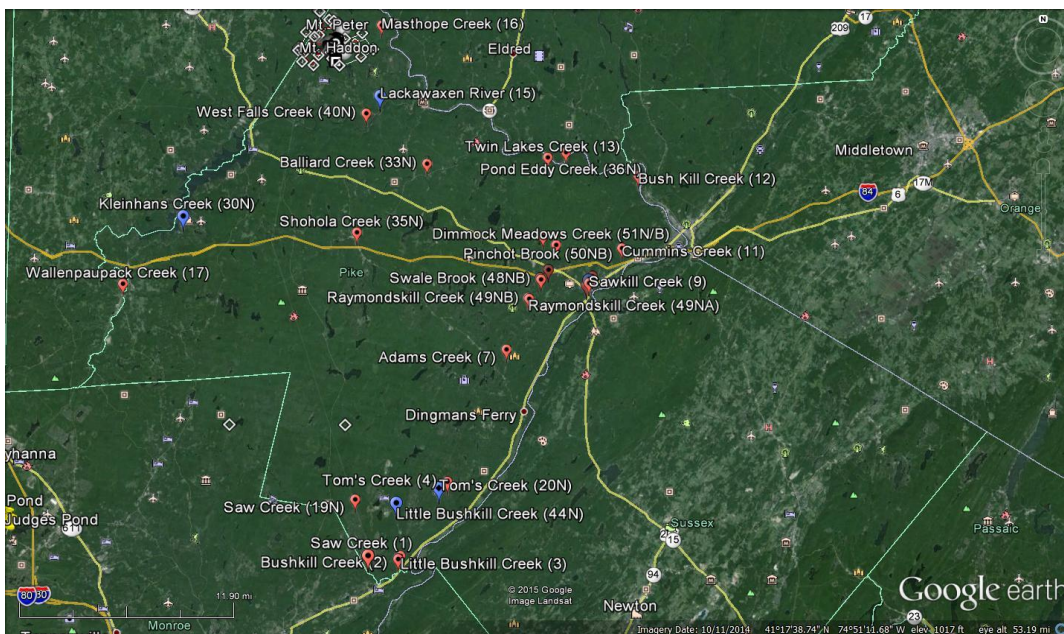 Mt. Peter
Masthope Creek (16)
17
209
Mt. Haddon
Eldred
Lackawaxen River (15)
West Falls Creek (40N)
Twin Lakes Creek (13)
Middletown
Balliard Creek (33N)
Pond Eddy Creek (36N)
Bush Kill Creek (12)
84
6
17M
Kleinhans Creek (30N)
Orange
Shohola Creek (35N)
Dimmock Meadows Creek (51N/B)
Cummins Creek (11)
Pinchot Brook (50NB)
Wallenpaupack Creek (17)
Pike
Swale Brook (48NB)
Sawkill Creek (9)
Raymondskill Creek (49NB)
Raymondskill Creek (49NA)
Adams Creek (7)
Dingmans Ferry
yhanna
Tom's Creek (4)
Tom's Creek (20N)
Pond
Saw Creek (19N)
Little Bushkill Creek (44N)
Judges Pond
611
Sussex
Passaic
15
Saw Creek (1)
Bushkill Creek (2)
Little Bushkill Creek (3)
94
80
11.90 mi
© 2015 Google
Image Landsat
Google earth
Newton
23
Monroe
Imagery Date: 10/11/2014 41°17'38.74" N 74°51'11.68" W elev 1017 ft eye alt 53.19 mi